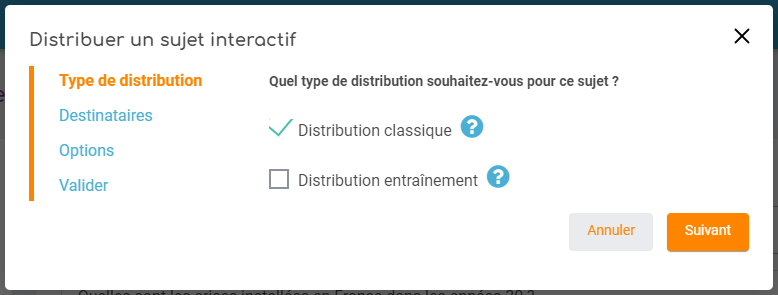 Distribuer un sujet interactif
Type de distribution
Destinataires
Options
Valider
Quel type de distribution souhaitez-vous pour ce sujet ?
Distribution classique ?
Distribution entraînement ?
Annuler
Suivant